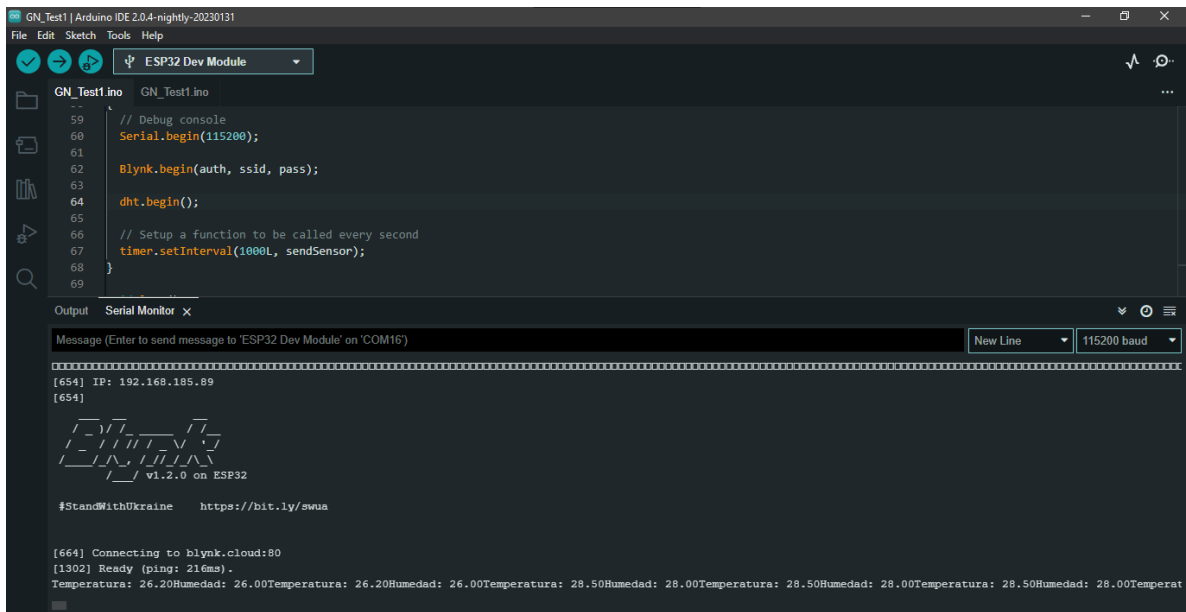 GN_Test1 | Arduino IDE 2.0.4-nightly-20230131
File Edit Sketch Tools Help
ESP32 Dev Module
GN_Test1.ino GN_Test1.ino
59 // Debug console
60 Serial.begin(115200);
61
62 Blynk.begin(auth, ssid, pass);
63
64 dht.begin();
65
66 // Setup a function to be called every second
67 timer.setInterval(1000L, sendSensor);
68 }
69
Output Serial Monitor
Message (Enter to send message to 'ESP32 Dev Module' on 'COM16')
New Line 115200 baud
[654] IP: 192.168.185.89
[654]
Blynk
v1.2.0 on ESP32
#StandWithUkraine https://bit.ly/swua
[664] Connecting to blynk.cloud:80
[1302] Ready (ping: 216ms).
Temperatura: 26.20Humedad: 26.00Temperatura: 26.20Humedad: 26.00Temperatura: 28.50Humedad: 28.00Temperatura: 28.50Humedad: 28.00Temperatura: 28.50Humedad: 28.00Temperat